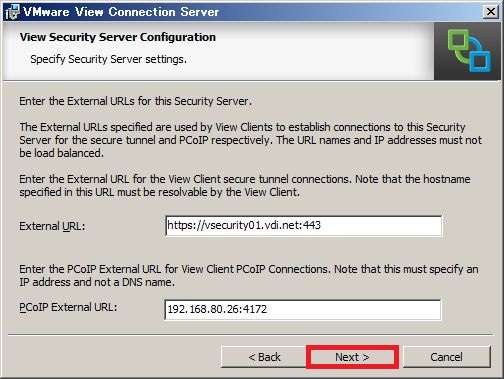 VMware View Connection Server
View Security Server Configuration
Specify Security Server settings.
Enter the External URLs for this Security Server.
The External URLs specified are used by View Clients to establish connections to this Security
Server for the secure tunnel and PCoIP respectively. The URL names and IP addresses must not
be load balanced.
Enter the External URL for the View Client secure tunnel connections. Note that the hostname
specified in this URL must be resolvable by the View Client.
External URL:
https://vsecurity01.vdi.net:443
Enter the PCoIP External URL for View Client PCoIP Connections. Note that this must specify an
IP address and not a DNS name.
PCoIP External URL:
192.168.80.26:4172
< Back
Next >
Cancel